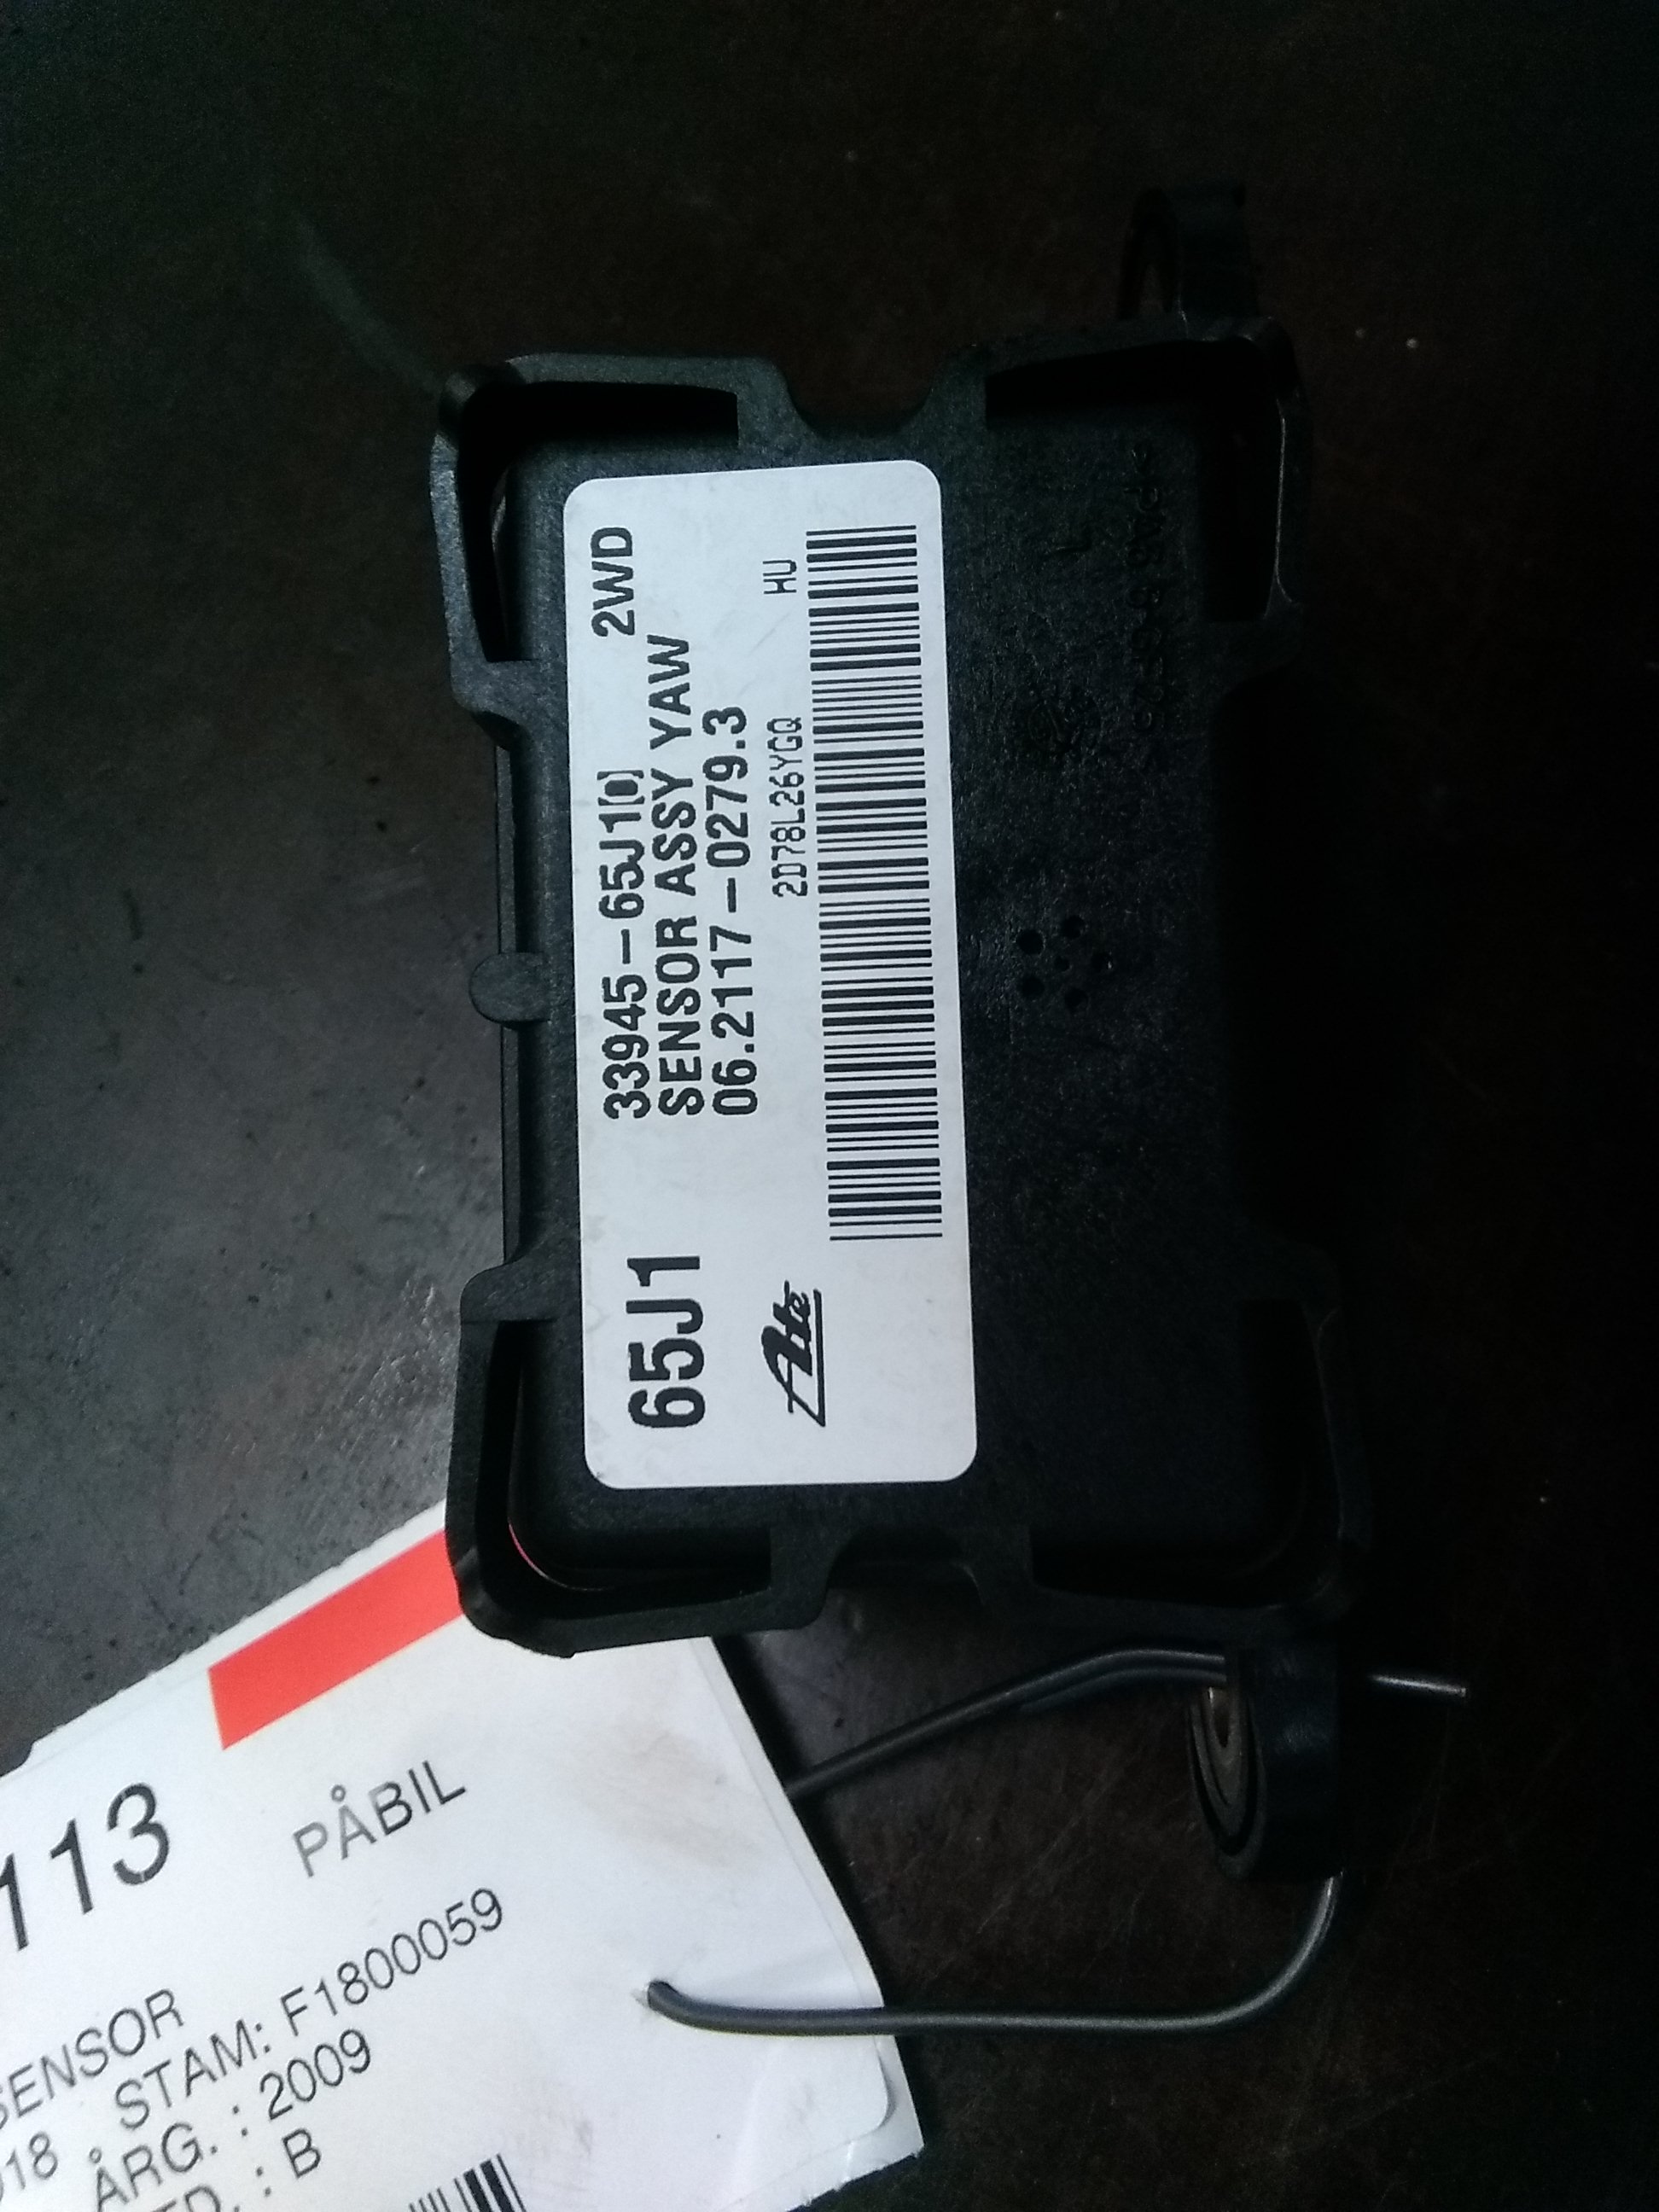 33945-65J1[0] 2WD
SENSOR ASSY YAW
06.2117-0279.3
65J1
Ate
2D78L26YGQ HU
113
PÅBIL
SENSOR
STAM: F1800059
ÅRG. : 2009
: B